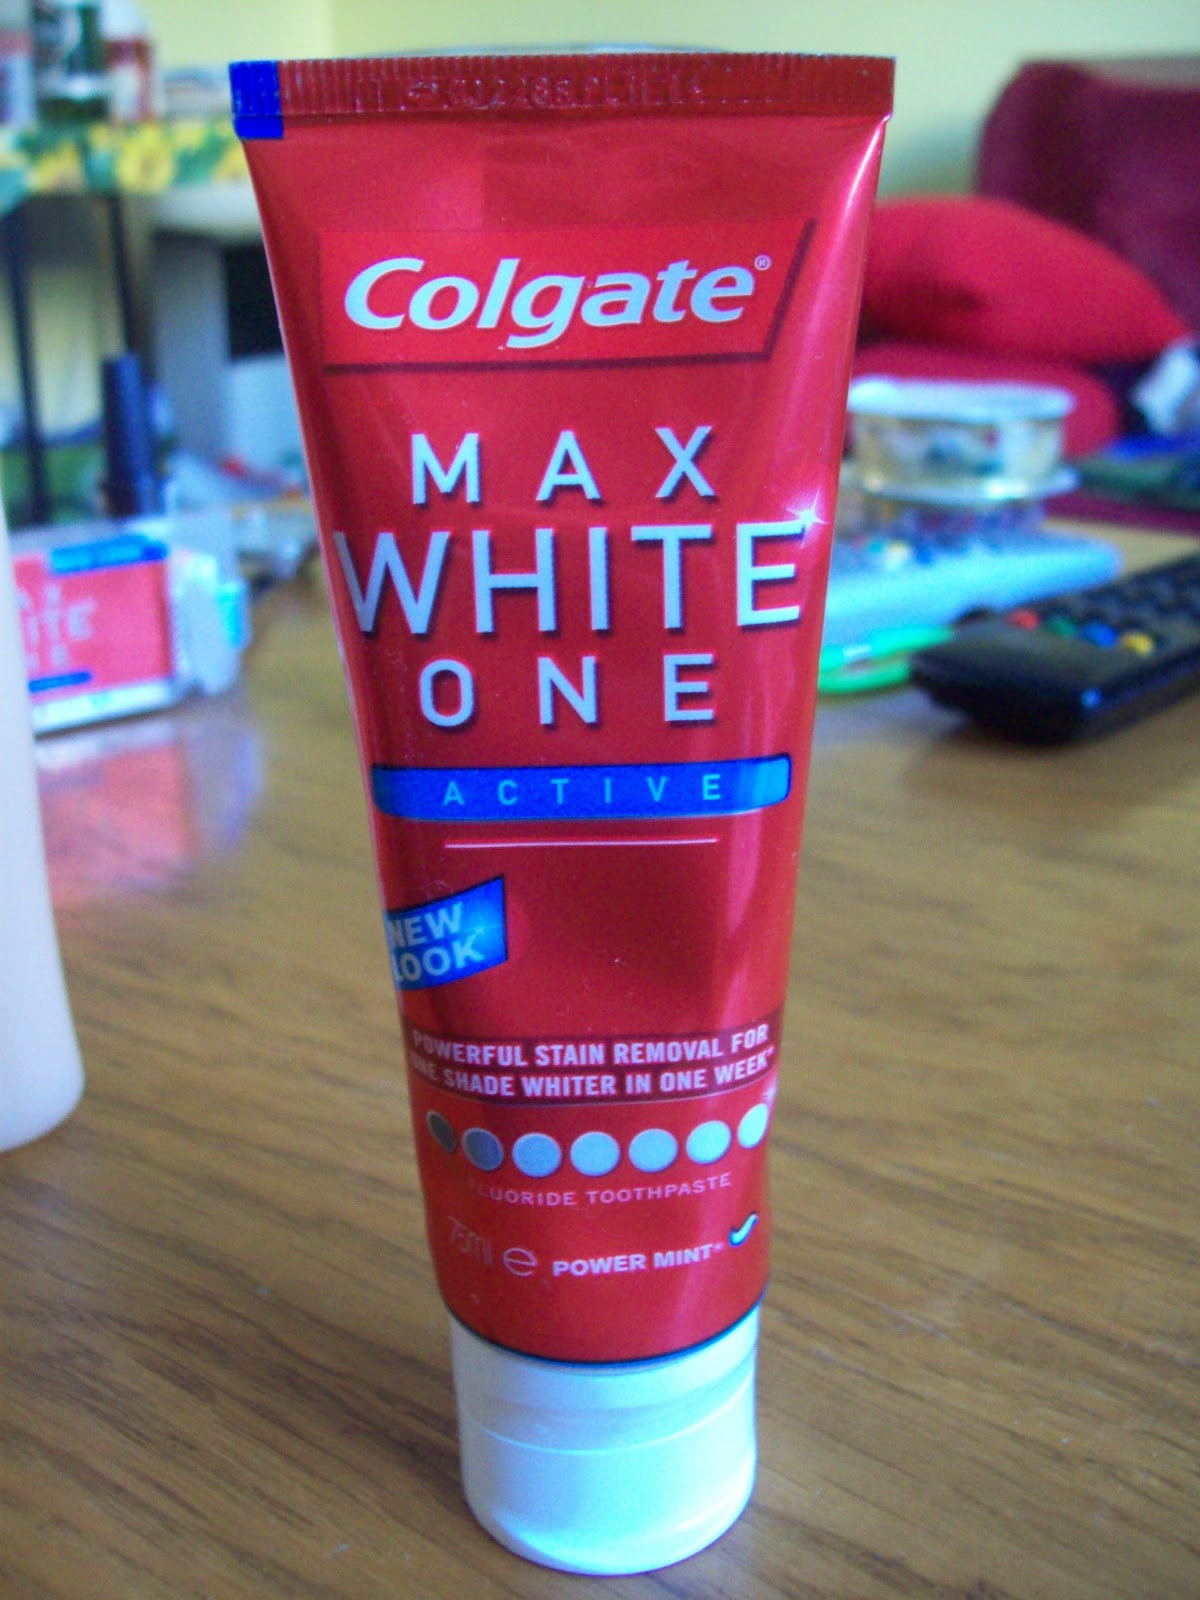 Colgate®
MAX
WHITE
ONE
ACTIVE
NEW
LOOK
POWERFUL STAIN REMOVAL FOR
ONE SHADE WHITER IN ONE WEEK*
FLUORIDE TOOTHPASTE
75ml e POWER MINT*